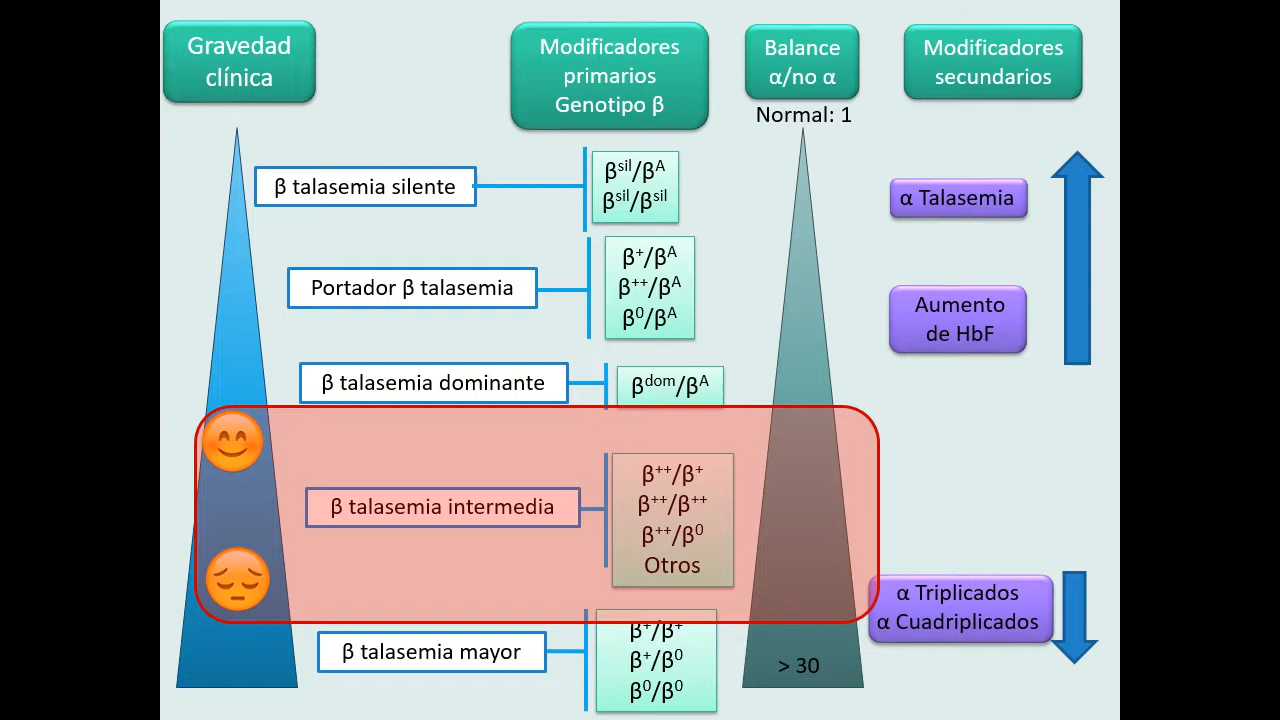 Gravedad
clínica
Modificadores
primarios
Genotipo β
Balance
α/no α
Modificadores
secundarios
Normal: 1
β talasemia silente
βˢⁱˡ/βᴬ
βˢⁱˡ/βˢⁱˡ
α Talasemia
Portador β talasemia
β⁺/βᴬ
β⁺⁺/βᴬ
β⁰/βᴬ
Aumento
de HbF
β talasemia dominante
βᵈᵒᵐ/βᴬ
β talasemia intermedia
β⁺⁺/β⁺
β⁺⁺/β⁺⁺
β⁺⁺/β⁰
Otros
α Triplicados
α Cuadriplicados
β talasemia mayor
β⁺/β⁺
β⁺/β⁰
β⁰/β⁰
> 30